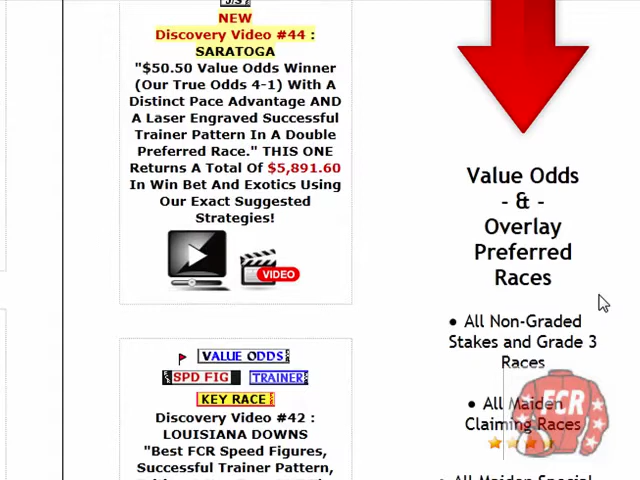 J/S
NEW
Discovery Video #44 :
SARATOGA
"$50.50 Value Odds Winner
(Our True Odds 4-1) With A
Distinct Pace Advantage AND
A Laser Engraved Successful
Trainer Pattern In A Double
Preferred Race." THIS ONE
Returns A Total Of $5,891.60
In Win Bet And Exotics Using
Our Exact Suggested
Strategies!
VIDEO
VALUE ODDS
SPD FIG TRAINER
KEY RACE
Discovery Video #42 :
LOUISIANA DOWNS
"Best FCR Speed Figures,
Successful Trainer Pattern,
Value Odds
- & -
Overlay
Preferred
Races
• All Non-Graded
Stakes and Grade 3
Races
• All Maiden
Claiming Races
• All Maiden Special
FCR